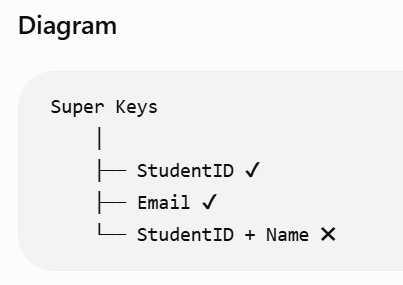 Diagram
Super Keys
│
├── StudentID ✓
├── Email ✓
└── StudentID + Name ✕